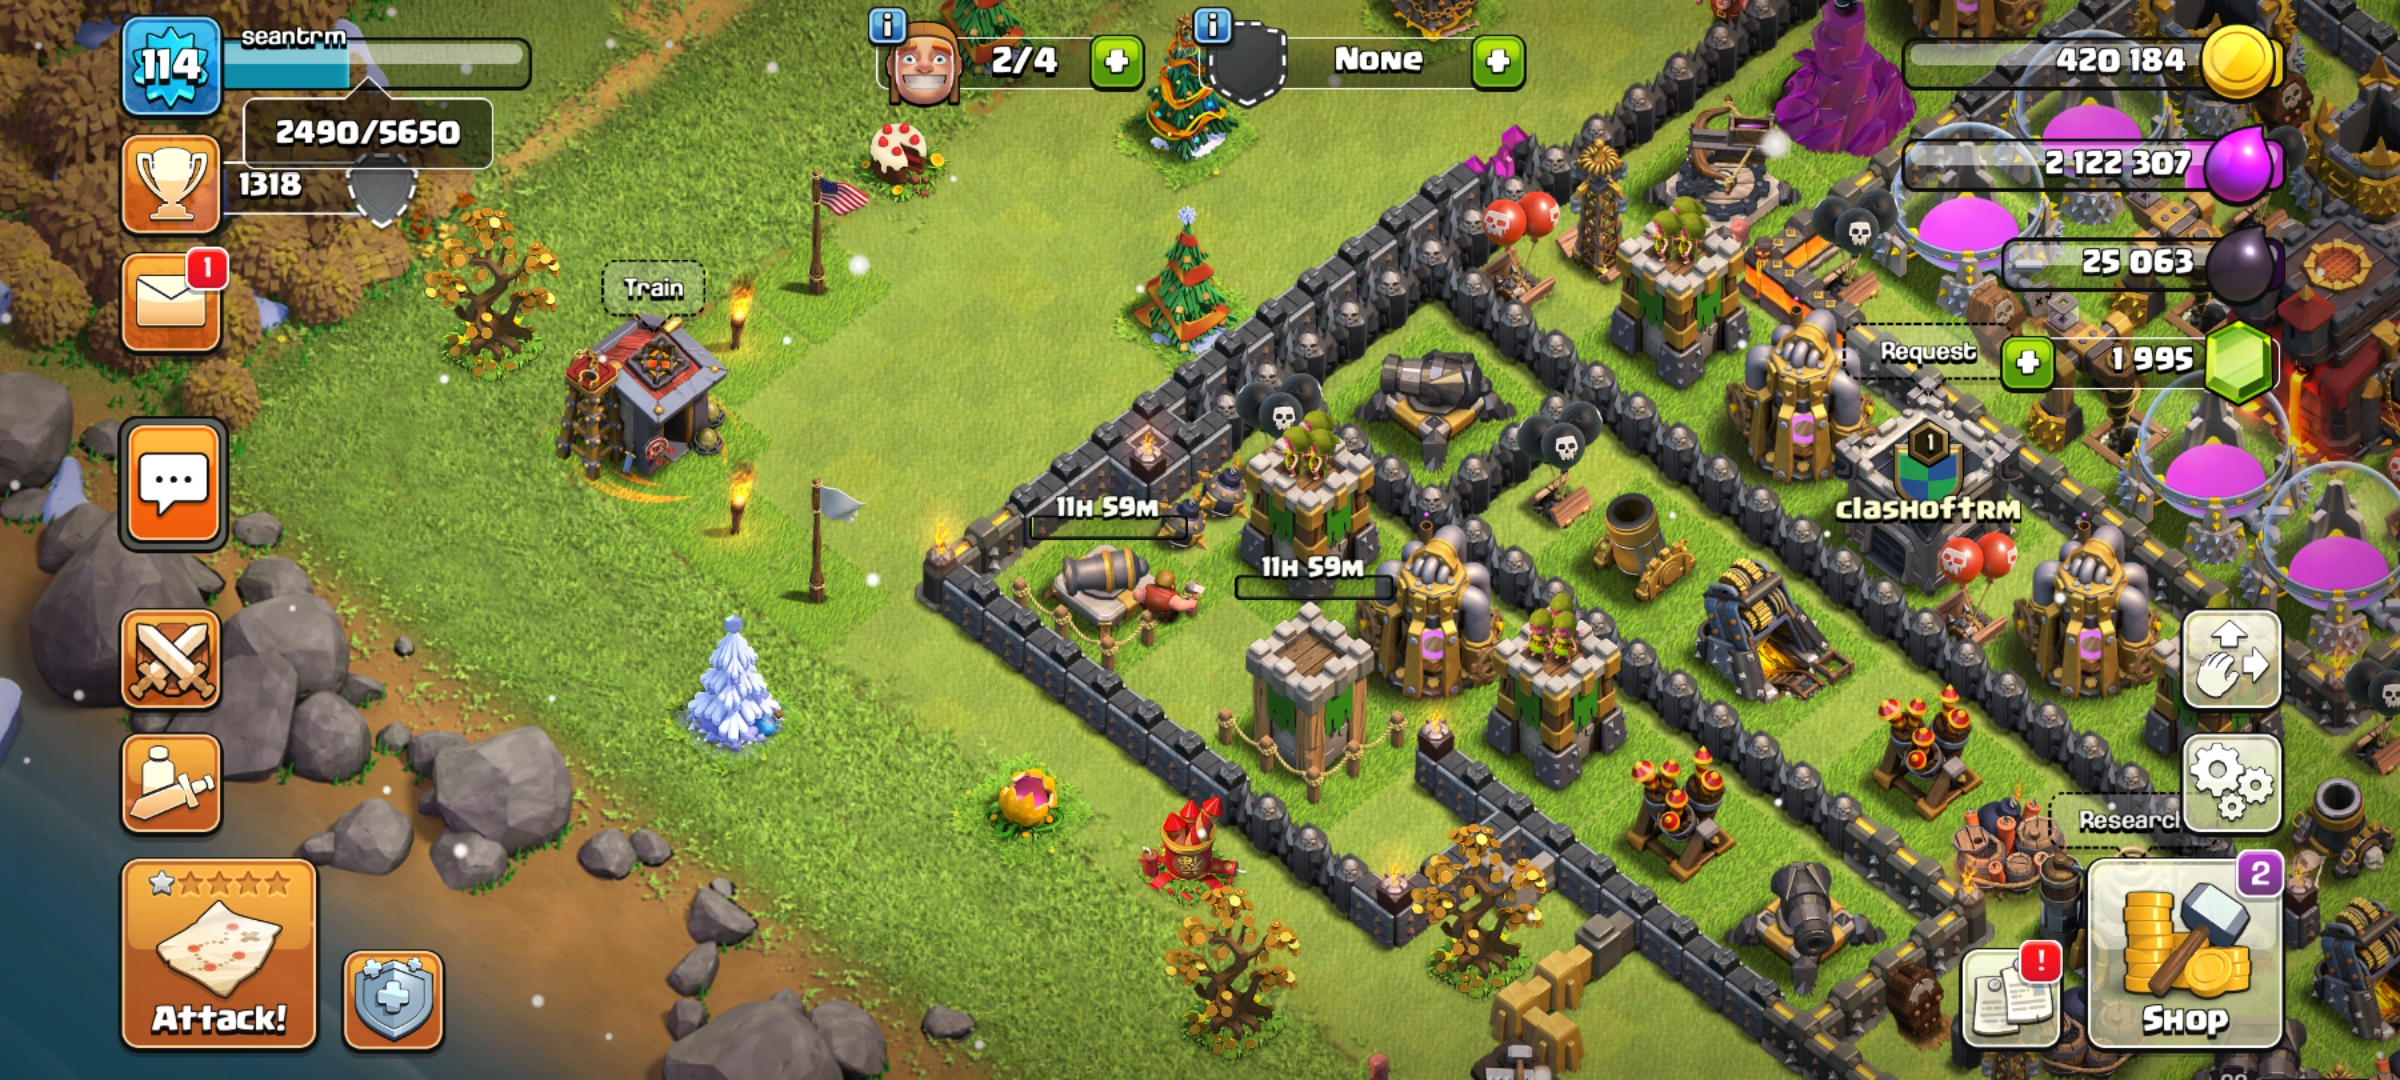 114
seantrm
2/4
None
420 184
2490/5650
2 122 307
1318
25 063
1
Train
Request
1 995
1
clashofTRM
11H 59M
11H 59M
Research
2
!
Attack!
Shop